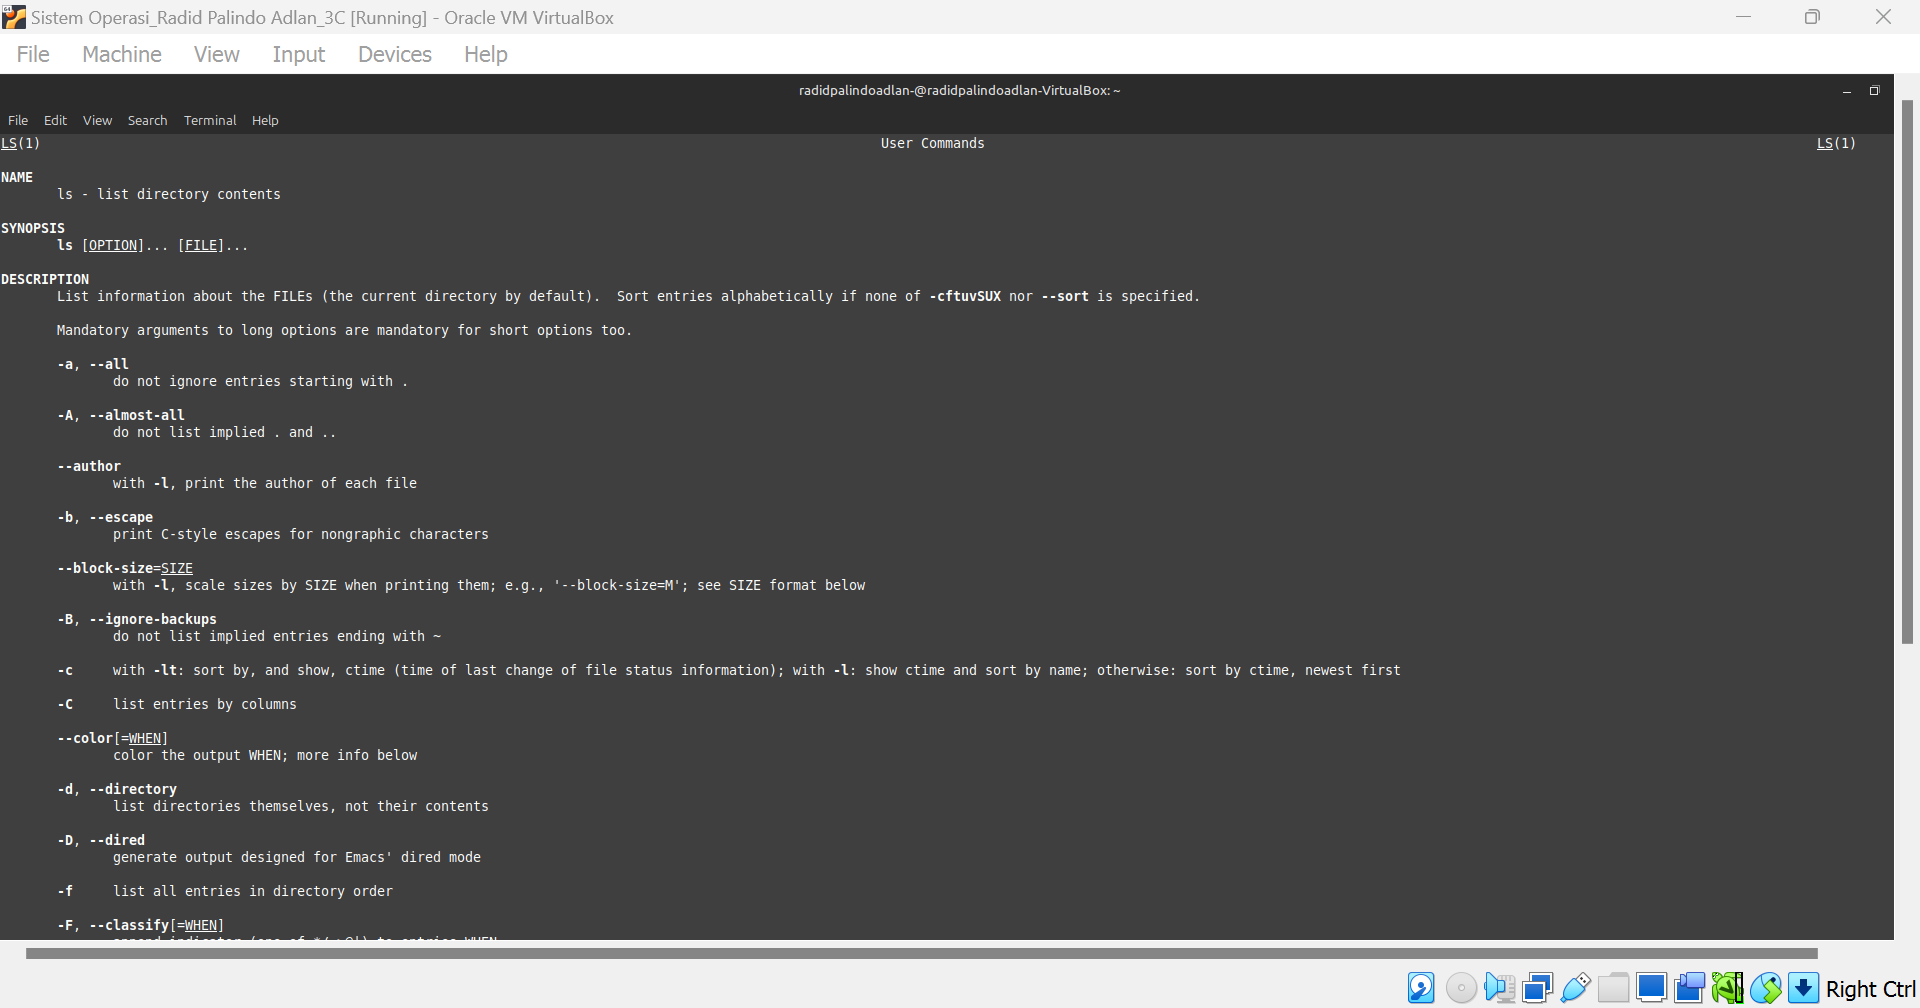 Sistem Operasi_Radid Palindo Adlan_3C [Running] - Oracle VM VirtualBox
File Machine View Input Devices Help
radidpalindoadlan-@radidpalindoadlan-VirtualBox: ~
File Edit View Search Terminal Help
LS(1) User Commands LS(1)
NAME
ls - list directory contents
SYNOPSIS
ls [OPTION]... [FILE]...
DESCRIPTION
List information about the FILEs (the current directory by default). Sort entries alphabetically if none of -cftuvSUX nor --sort is specified.
Mandatory arguments to long options are mandatory for short options too.
-a, --all
do not ignore entries starting with .
-A, --almost-all
do not list implied . and ..
--author
with -l, print the author of each file
-b, --escape
print C-style escapes for nongraphic characters
--block-size=SIZE
with -l, scale sizes by SIZE when printing them; e.g., '--block-size=M'; see SIZE format below
-B, --ignore-backups
do not list implied entries ending with ~
-c with -lt: sort by, and show, ctime (time of last change of file status information); with -l: show ctime and sort by name; otherwise: sort by ctime, newest first
-C list entries by columns
--color[=WHEN]
color the output WHEN; more info below
-d, --directory
list directories themselves, not their contents
-D, --dired
generate output designed for Emacs' dired mode
-f list all entries in directory order
-F, --classify[=WHEN]
Right Ctrl